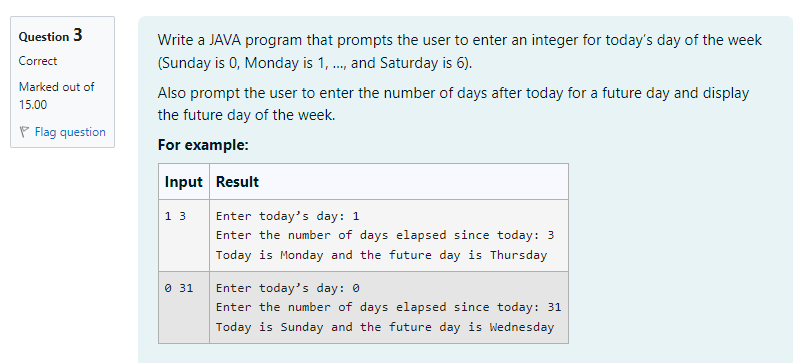 Question 3
Correct
Marked out of
15.00
Flag question
Write a JAVA program that prompts the user to enter an integer for today's day of the week
(Sunday is 0, Monday is 1, ..., and Saturday is 6).
Also prompt the user to enter the number of days after today for a future day and display
the future day of the week.
For example:
Input Result
1 3 Enter today’s day: 1
Enter the number of days elapsed since today: 3
Today is Monday and the future day is Thursday
0 31 Enter today’s day: 0
Enter the number of days elapsed since today: 31
Today is Sunday and the future day is Wednesday